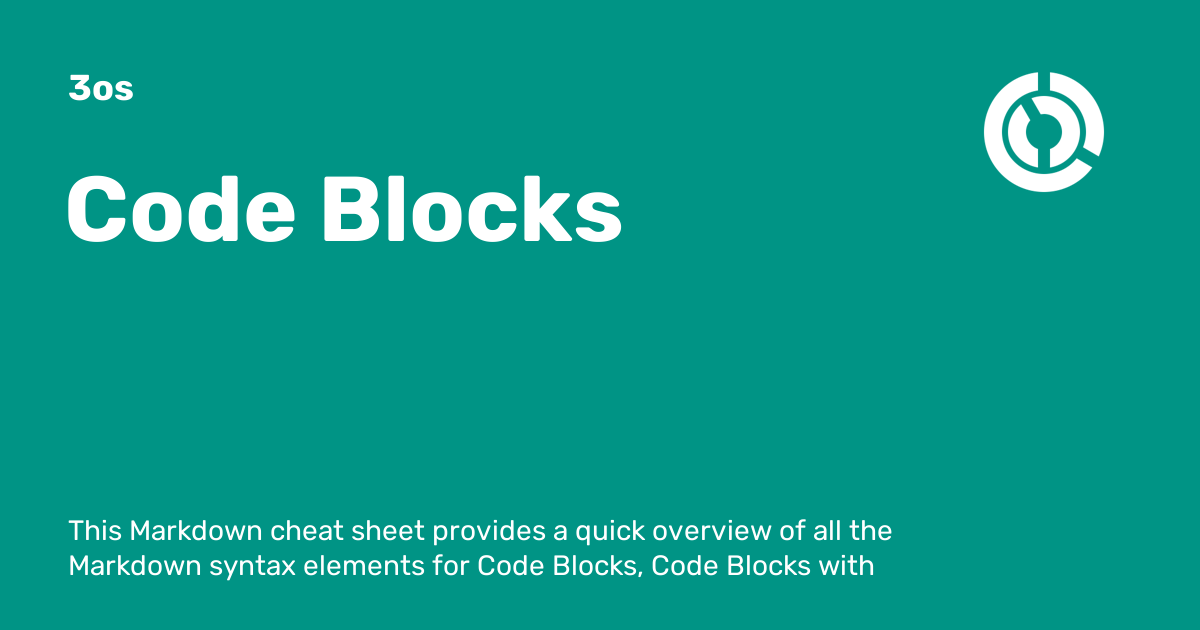 3os
Code Blocks
This Markdown cheat sheet provides a quick overview of all the
Markdown syntax elements for Code Blocks, Code Blocks with